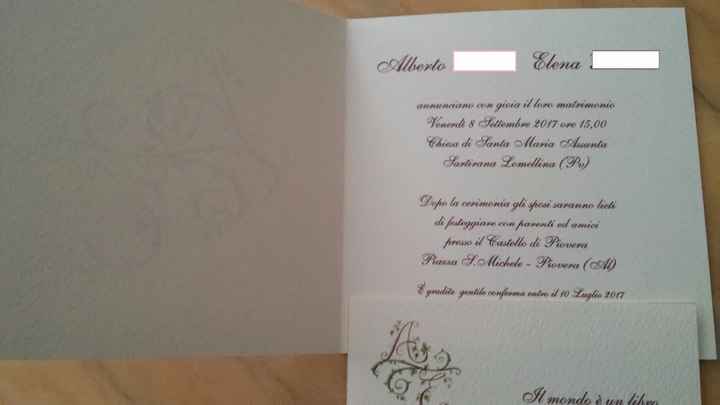 Alberto Elena
annunciano con gioia il loro matrimonio
Venerdì 8 Settembre 2017 ore 15,00
Chiesa di Santa Maria Assunta
Sartirana Lomellina (Pv)
Dopo la cerimonia gli sposi saranno lieti
di festeggiare con parenti ed amici
presso il Castello di Piovera
Piazza S.Michele - Piovera (Al)
È gradita gentile conferma entro il 10 Luglio 2017
A
Il mondo è un libro